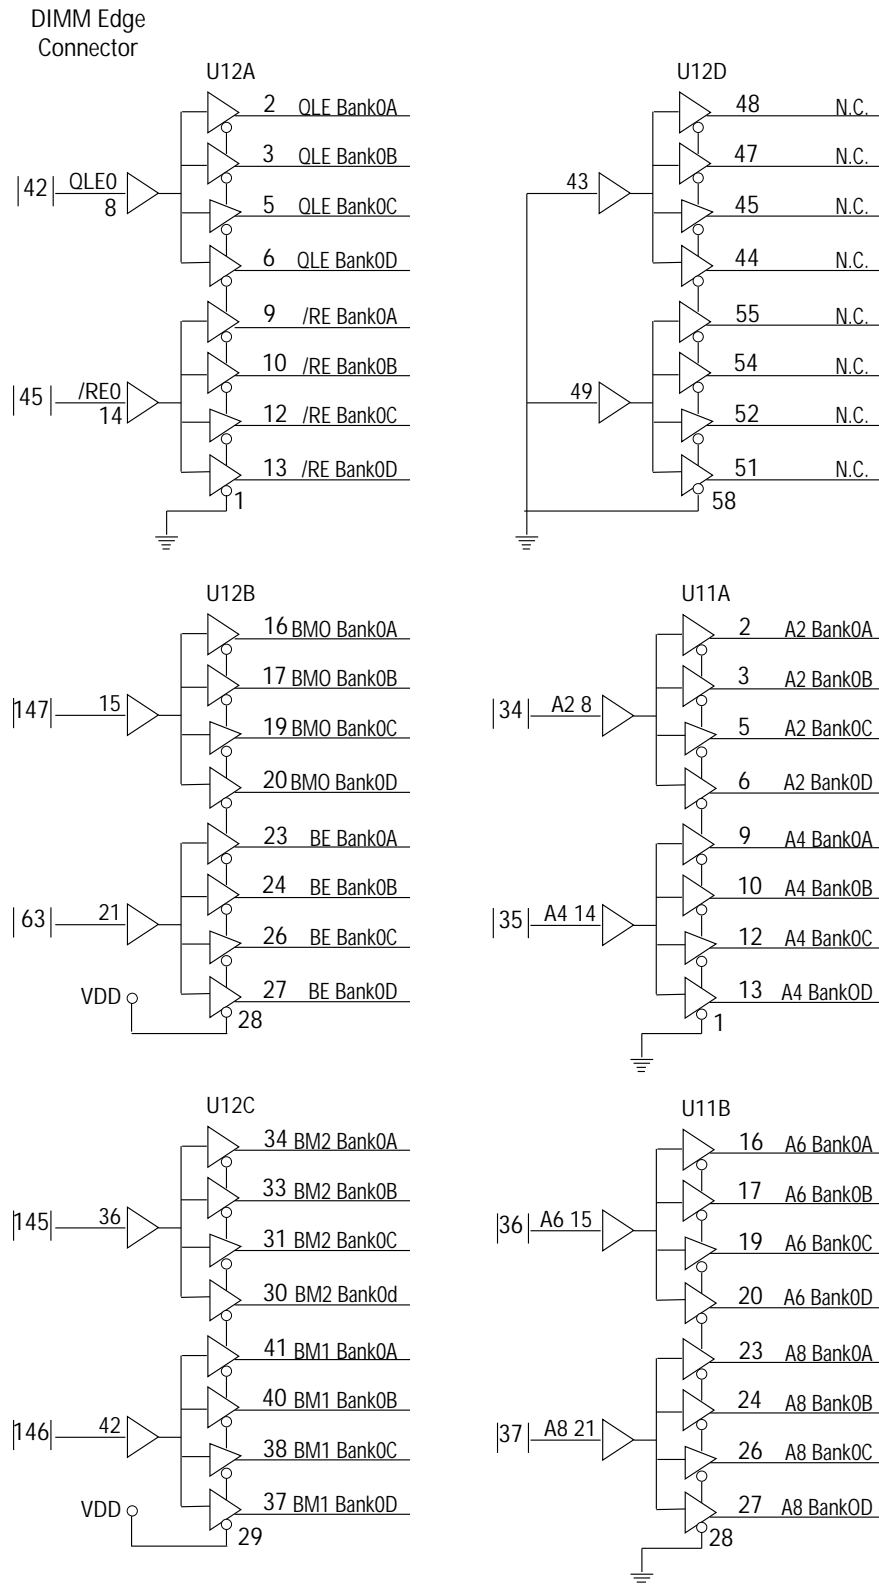 DIMM Edge
Connector
U12A
2 QLE Bank0A
3 QLE Bank0B
|42| QLE0
8
5 QLE Bank0C
6 QLE Bank0D
9 /RE Bank0A
10 /RE Bank0B
|45| /RE0
14
12 /RE Bank0C
13 /RE Bank0D
1
U12D
48 N.C.
47 N.C.
43
45 N.C.
44 N.C.
55 N.C.
54 N.C.
49
52 N.C.
51 N.C.
58
U12B
16 BMO Bank0A
17 BMO Bank0B
|147| 15
19 BMO Bank0C
20 BMO Bank0D
23 BE Bank0A
24 BE Bank0B
|63| 21
26 BE Bank0C
27 BE Bank0D
VDD
28
U11A
2 A2 Bank0A
3 A2 Bank0B
|34| A2 8
5 A2 Bank0C
6 A2 Bank0D
9 A4 Bank0A
10 A4 Bank0B
|35| A4 14
12 A4 Bank0C
13 A4 BankOD
1
U12C
34 BM2 Bank0A
33 BM2 Bank0B
|145| 36
31 BM2 Bank0C
30 BM2 Bank0d
41 BM1 Bank0A
40 BM1 Bank0B
|146| 42
38 BM1 Bank0C
37 BM1 Bank0D
VDD
29
U11B
16 A6 Bank0A
17 A6 Bank0B
|36| A6 15
19 A6 Bank0C
20 A6 Bank0D
23 A8 Bank0A
24 A8 Bank0B
|37| A8 21
26 A8 Bank0C
27 A8 BankOD
28